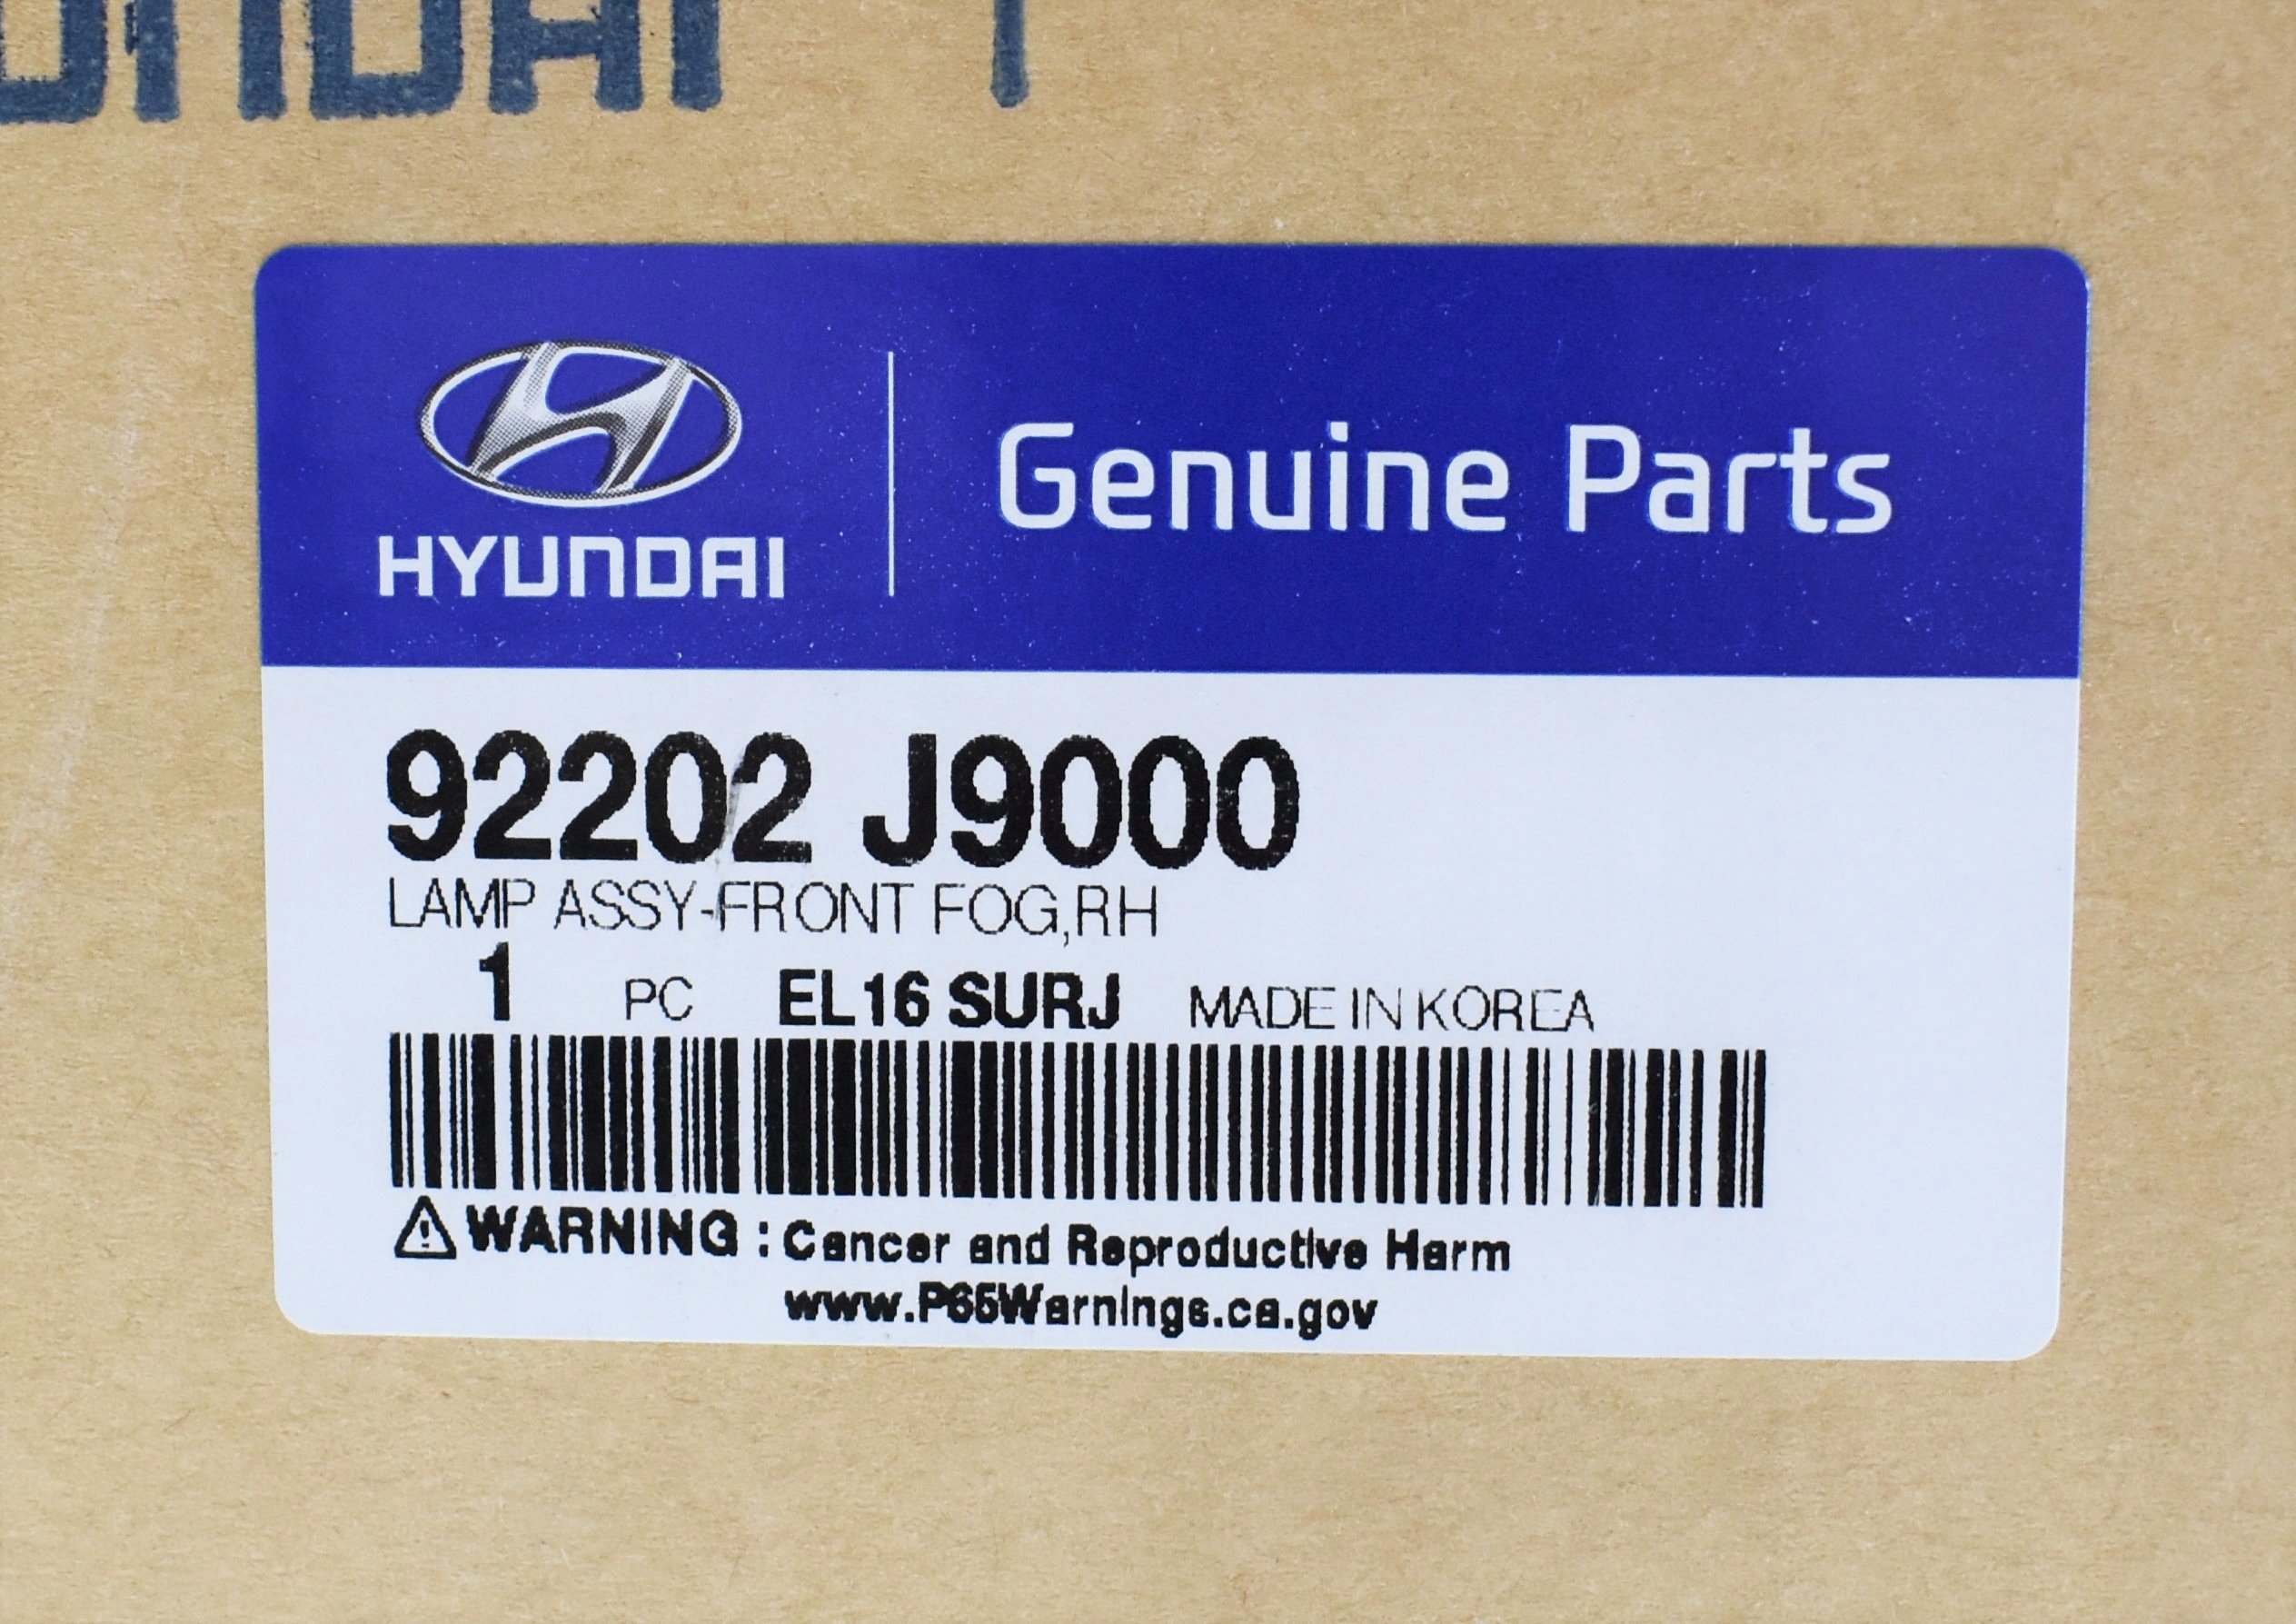 HYUNDAI
Genuine Parts
92202 J9000
LAMP ASSY-FRONT FOG,RH
1 PC EL16 SURJ MADE IN KOREA
WARNING : Cancer and Reproductive Harm
www.P65Warnings.ca.gov